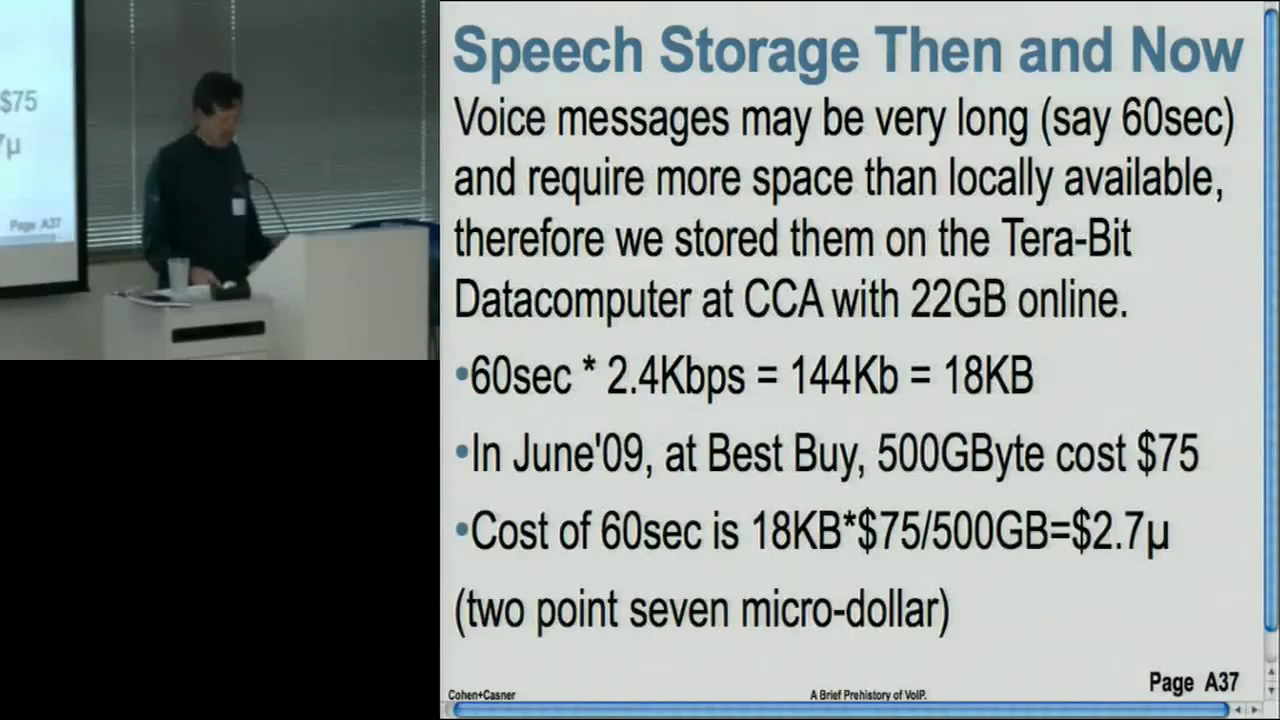 $75
7µ
Page A37
Speech Storage Then and Now
Voice messages may be very long (say 60sec)
and require more space than locally available,
therefore we stored them on the Tera-Bit
Datacomputer at CCA with 22GB online.
•60sec * 2.4Kbps = 144Kb = 18KB
•In June'09, at Best Buy, 500GByte cost $75
•Cost of 60sec is 18KB*$75/500GB=$2.7µ
(two point seven micro-dollar)
Cohen+Casner
A Brief Prehistory of VoIP.
Page A37